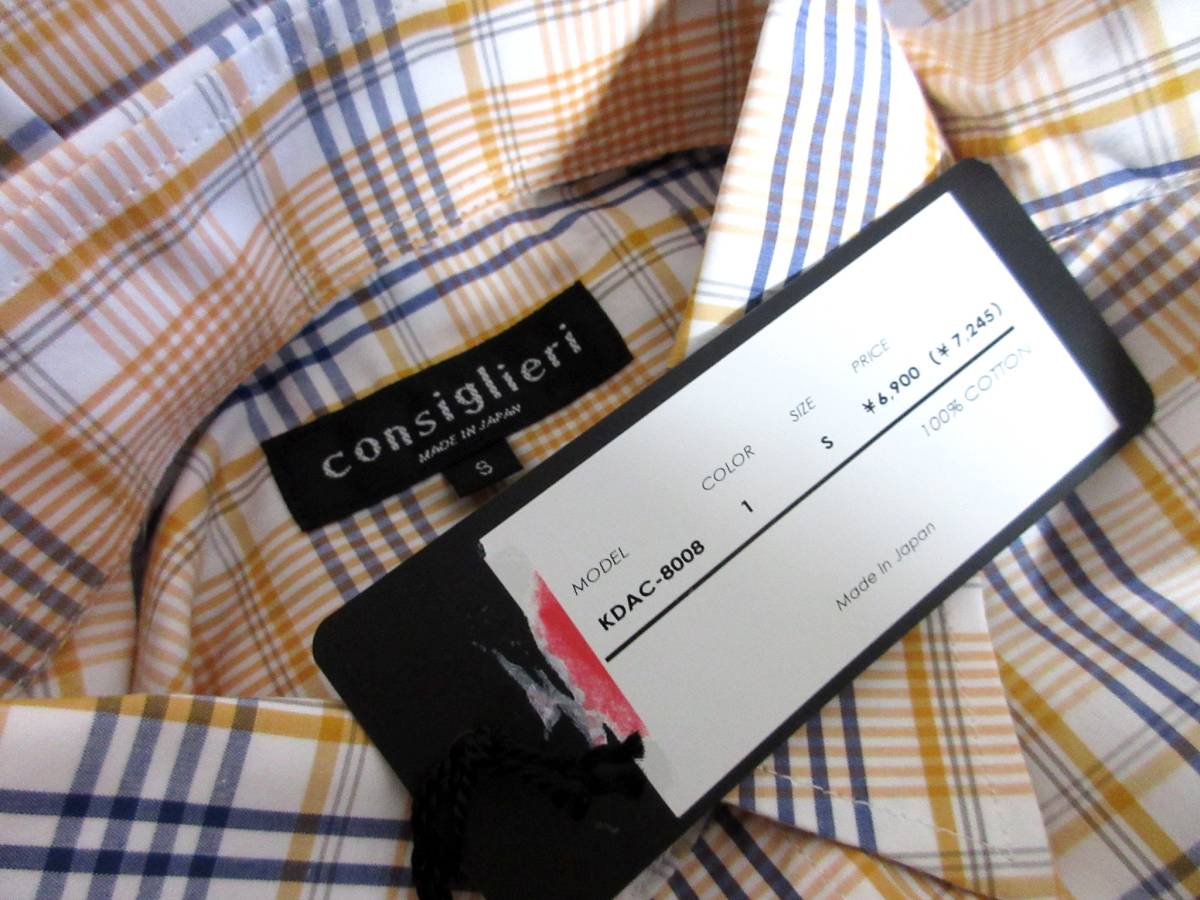 consiglieri
MADE IN JAPAN
S
MODEL COLOR SIZE PRICE
KDAC-8008 1 S ¥6,900 (¥7,245)
100% COTTON
Made In Japan